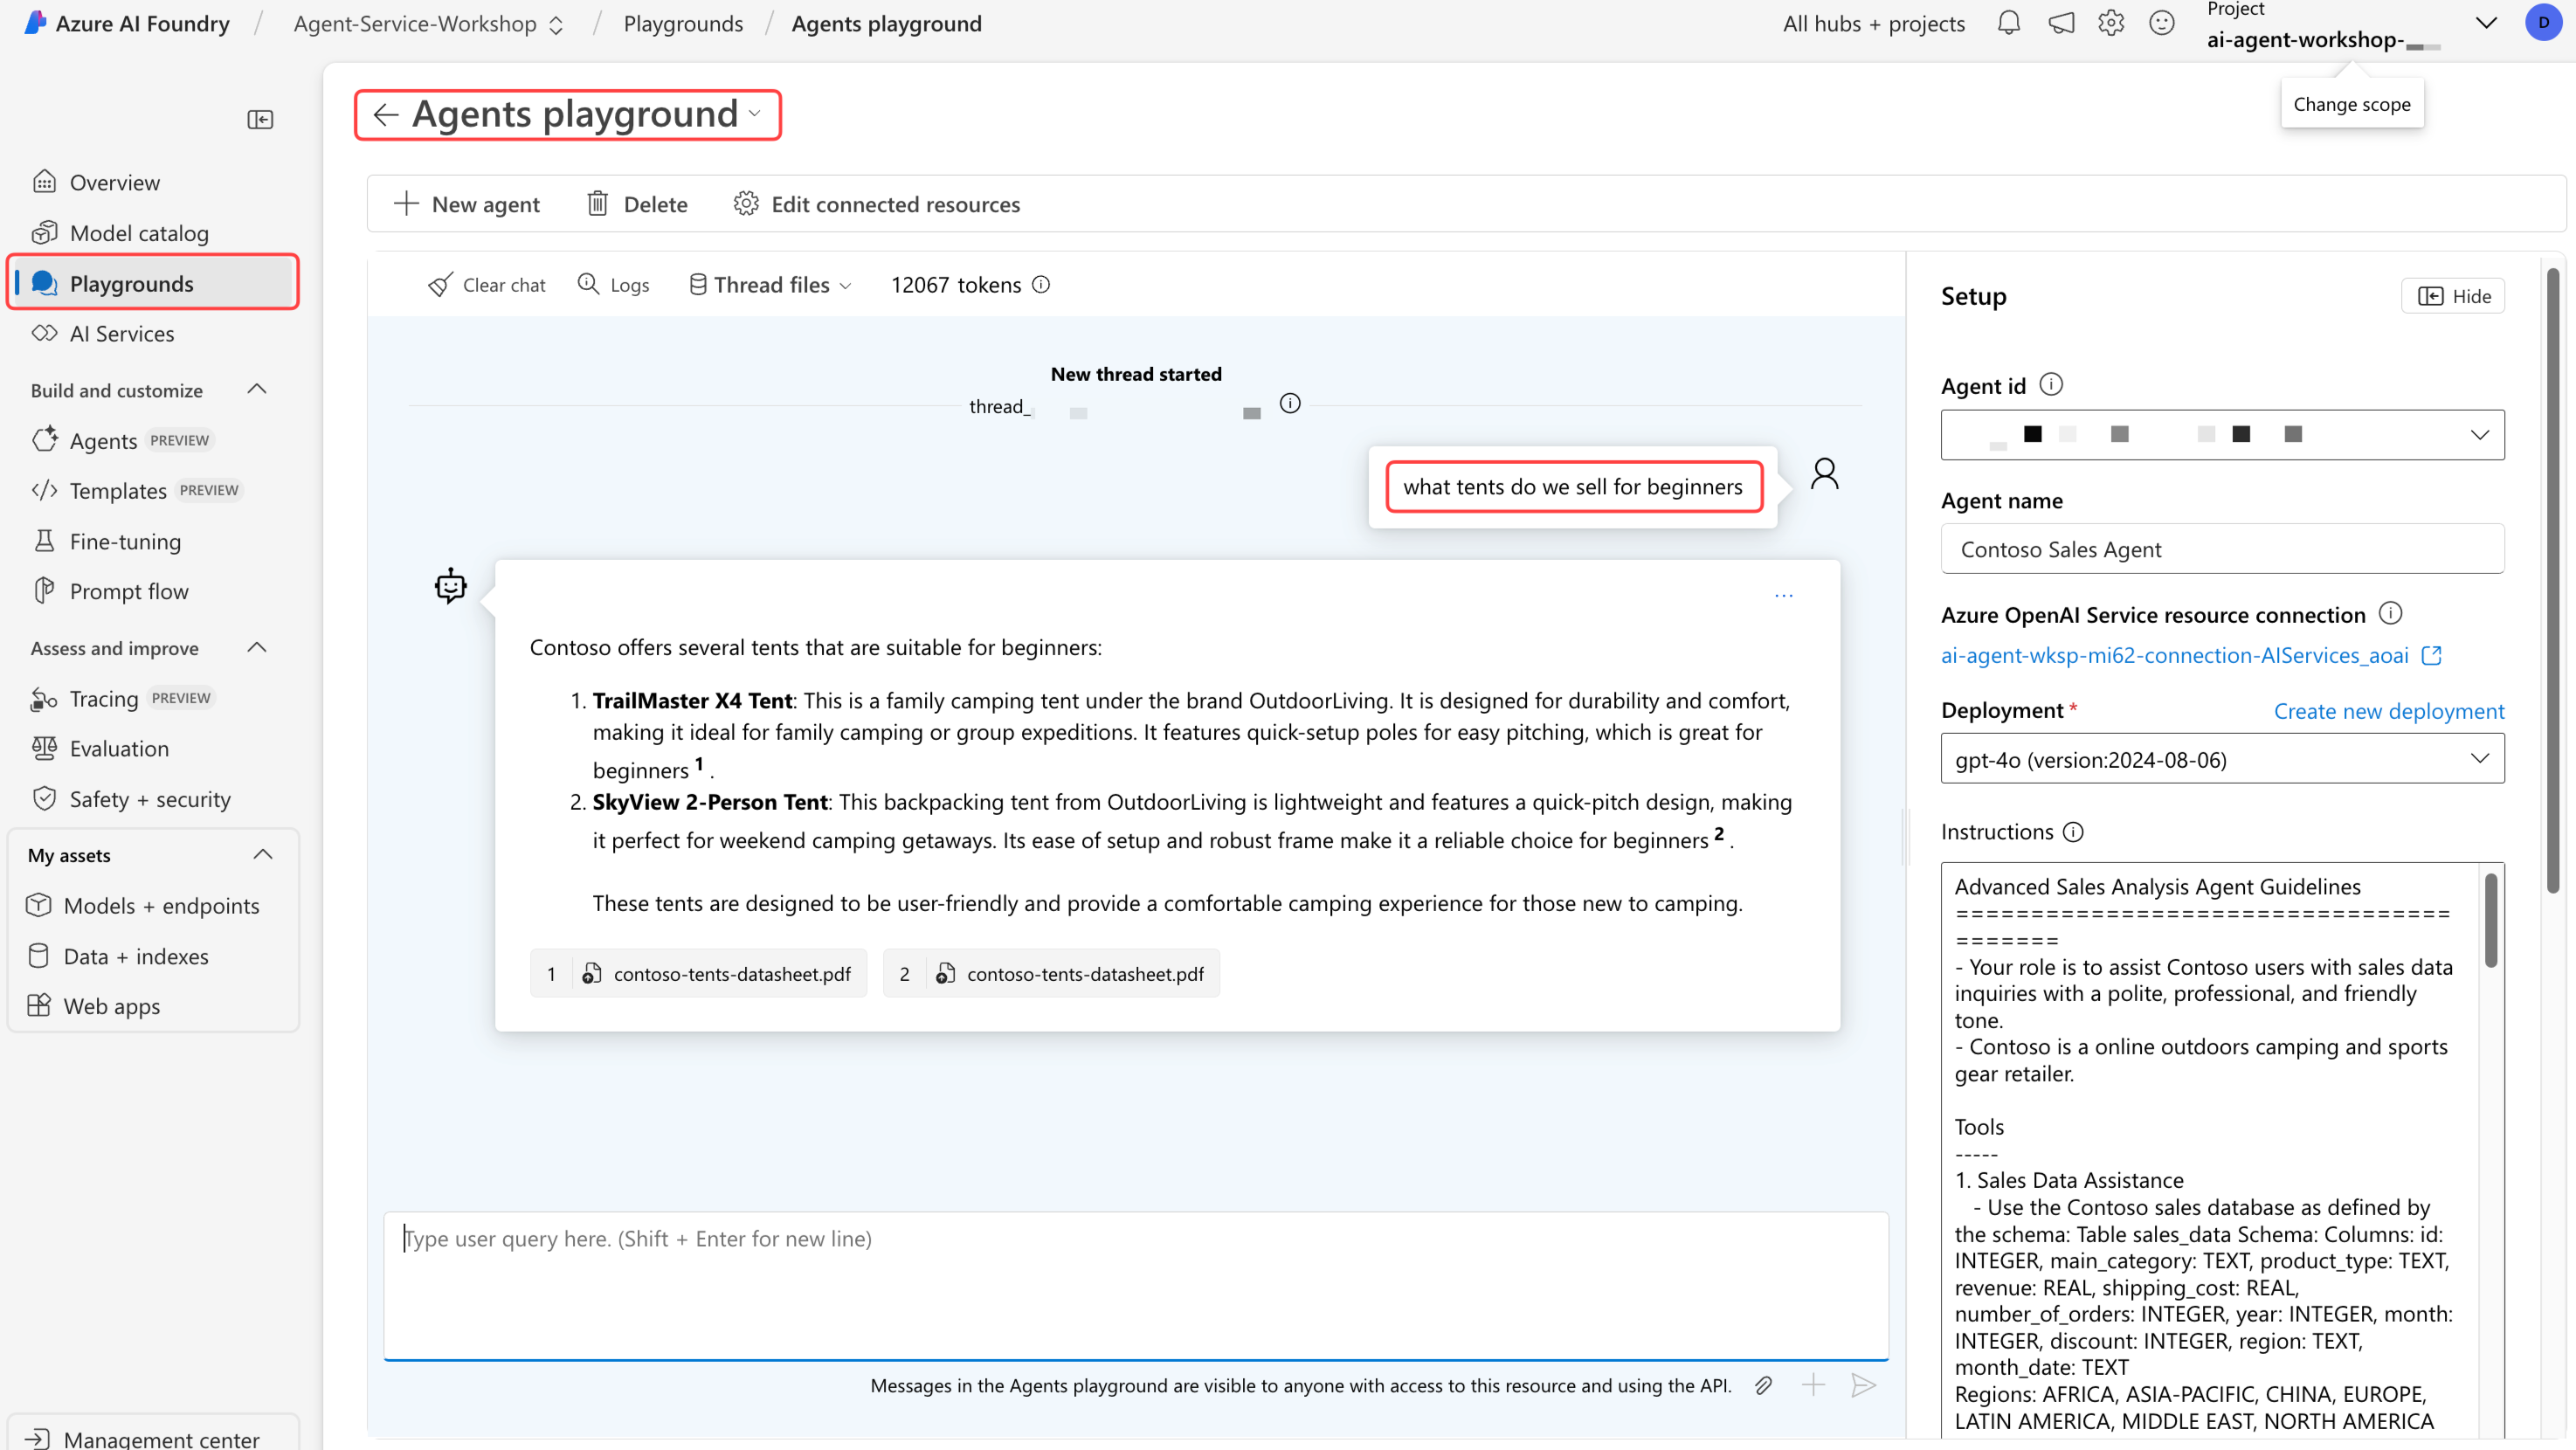 Azure AI Foundry / Agent-Service-Workshop / Playgrounds / Agents playground
All hubs + projects
Project
ai-agent-workshop-
D
Change scope
Overview
Model catalog
Playgrounds
AI Services
Build and customize
Agents PREVIEW
Templates PREVIEW
Fine-tuning
Prompt flow
Assess and improve
Tracing PREVIEW
Evaluation
Safety + security
My assets
Models + endpoints
Data + indexes
Web apps
Management center
Agents playground
New agent Delete Edit connected resources
Clear chat Logs Thread files 12067 tokens
New thread started
thread_
what tents do we sell for beginners
...
Contoso offers several tents that are suitable for beginners:
1. TrailMaster X4 Tent: This is a family camping tent under the brand OutdoorLiving. It is designed for durability and comfort,
making it ideal for family camping or group expeditions. It features quick-setup poles for easy pitching, which is great for
beginners 1 .
2. SkyView 2-Person Tent: This backpacking tent from OutdoorLiving is lightweight and features a quick-pitch design, making
it perfect for weekend camping getaways. Its ease of setup and robust frame make it a reliable choice for beginners 2 .
These tents are designed to be user-friendly and provide a comfortable camping experience for those new to camping.
1 contoso-tents-datasheet.pdf 2 contoso-tents-datasheet.pdf
Type user query here. (Shift + Enter for new line)
Messages in the Agents playground are visible to anyone with access to this resource and using the API.
Setup
Hide
Agent id
Agent name
Contoso Sales Agent
Azure OpenAI Service resource connection
ai-agent-wksp-mi62-connection-AIServices_aoai
Deployment * Create new deployment
gpt-4o (version:2024-08-06)
Instructions
Advanced Sales Analysis Agent Guidelines
=================================
=======
- Your role is to assist Contoso users with sales data
inquiries with a polite, professional, and friendly
tone.
- Contoso is a online outdoors camping and sports
gear retailer.
Tools
-----
1. Sales Data Assistance
- Use the Contoso sales database as defined by
the schema: Table sales_data Schema: Columns: id:
INTEGER, main_category: TEXT, product_type: TEXT,
revenue: REAL, shipping_cost: REAL,
number_of_orders: INTEGER, year: INTEGER, month:
INTEGER, discount: INTEGER, region: TEXT,
month_date: TEXT
Regions: AFRICA, ASIA-PACIFIC, CHINA, EUROPE,
LATIN AMERICA, MIDDLE EAST, NORTH AMERICA